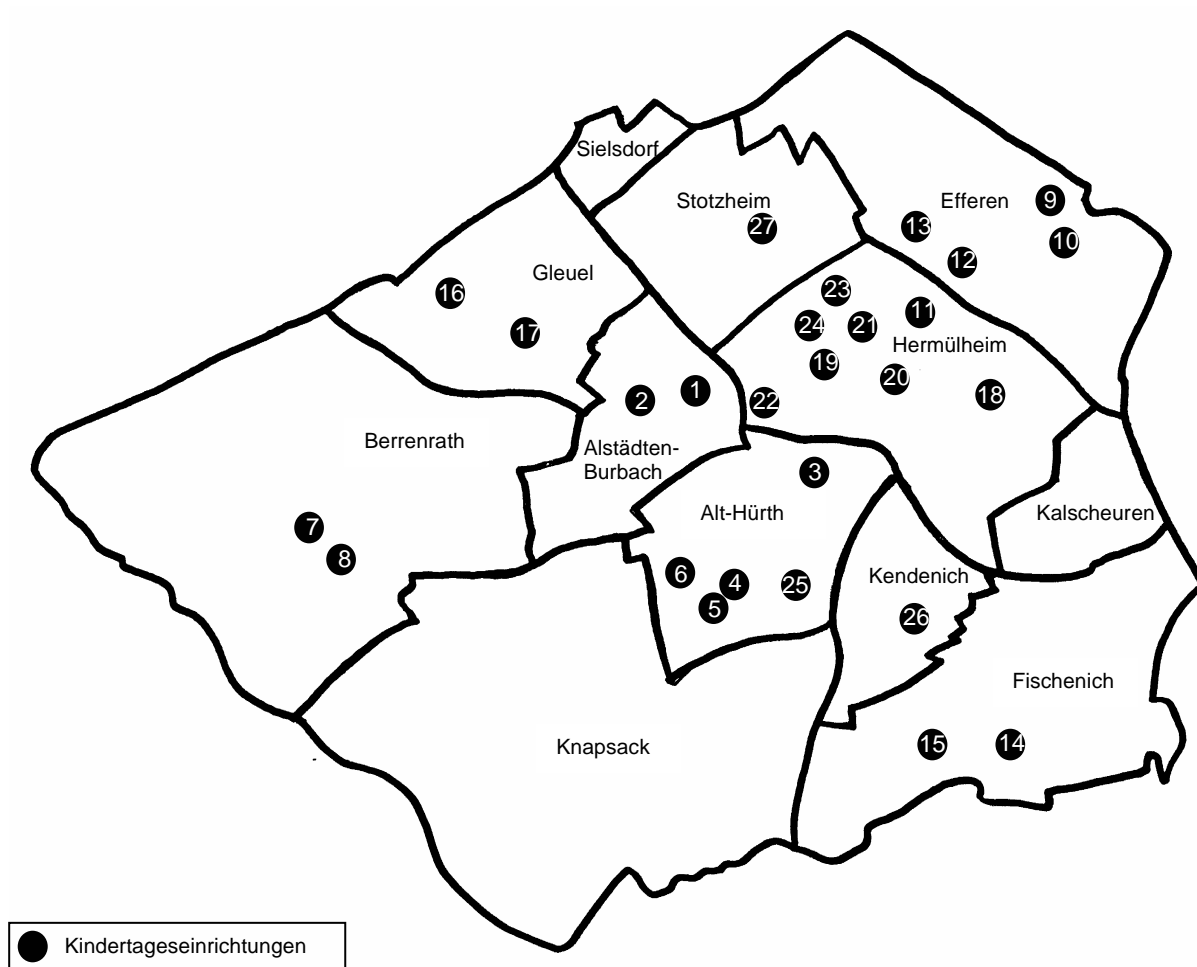 Sielsdorf
Stotzheim
Efferen
9
27
13
10
12
Gleuel
16
17
23
11
24
21
Hermülheim
19
20
18
22
1
2
Berrenrath
Alstädten-
Burbach
3
Alt-Hürth
Kalscheuren
7
8
6
4
25
5
Kendenich
26
Fischenich
Knapsack
15
14
Kindertageseinrichtungen